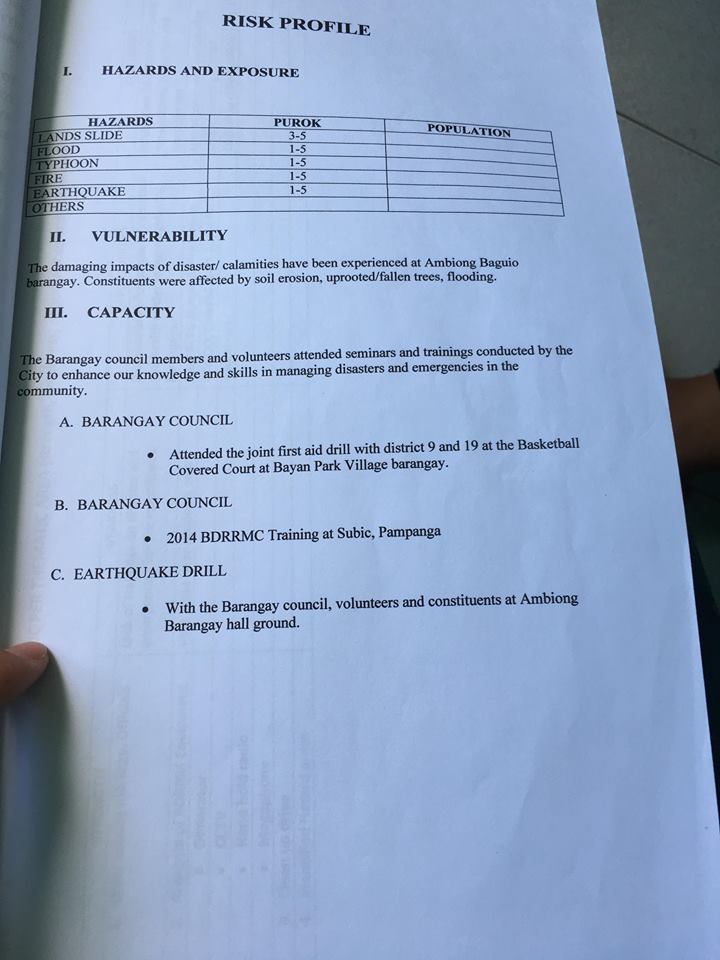 RISK PROFILE
I. HAZARDS AND EXPOSURE
HAZARDS PUROK POPULATION
LANDS SLIDE 3-5
FLOOD 1-5
TYPHOON 1-5
FIRE 1-5
EARTHQUAKE 1-5
OTHERS
II. VULNERABILITY
The damaging impacts of disaster/ calamities have been experienced at Ambiong Baguio
barangay. Constituents were affected by soil erosion, uprooted/fallen trees, flooding.
III. CAPACITY
The Barangay council members and volunteers attended seminars and trainings conducted by the
City to enhance our knowledge and skills in managing disasters and emergencies in the
community.
A. BARANGAY COUNCIL
• Attended the joint first aid drill with district 9 and 19 at the Basketball
Covered Court at Bayan Park Village barangay.
B. BARANGAY COUNCIL
• 2014 BDRRMC Training at Subic, Pampanga
C. EARTHQUAKE DRILL
• With the Barangay council, volunteers and constituents at Ambiong
Barangay hall ground.